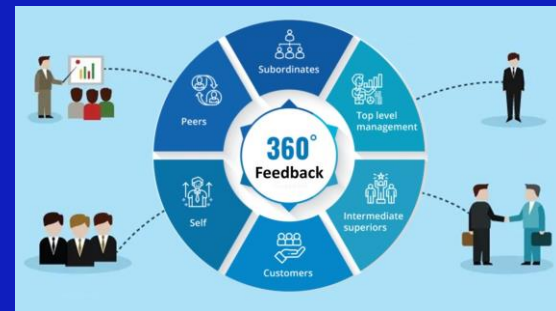 Subordinates
Top level
management
Intermediate
superiors
Customers
Self
Peers
360°
Feedback